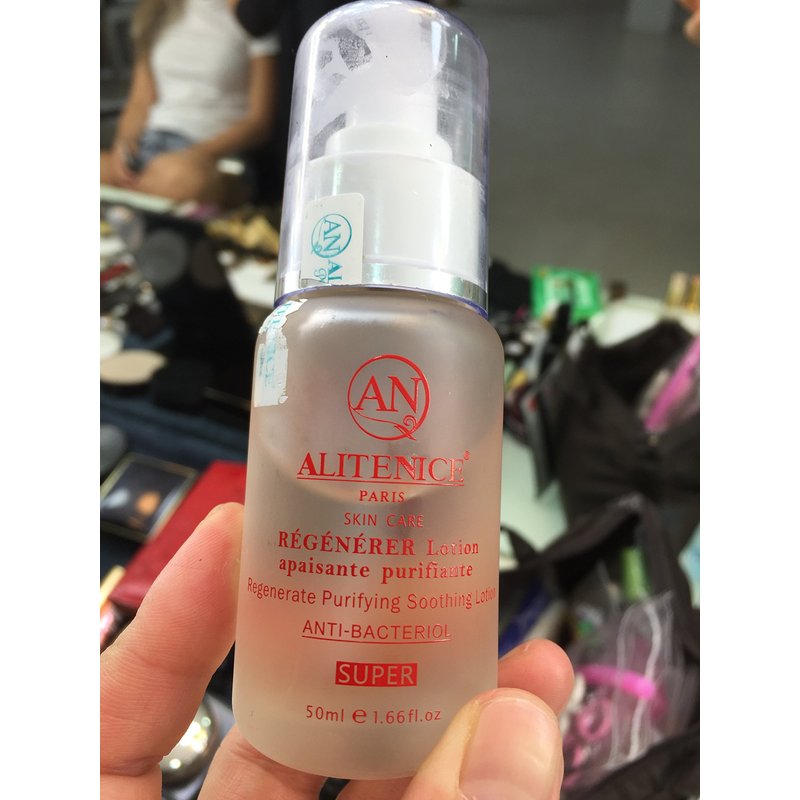 AN
AN
ALITENICE®
PARIS
SKIN CARE
RÉGÉNÉRER Lotion
apaisante purifiante
Regenerate Purifying Soothing Lotion
ANTI-BACTERIOL
SUPER
50ml e 1.66fl.oz